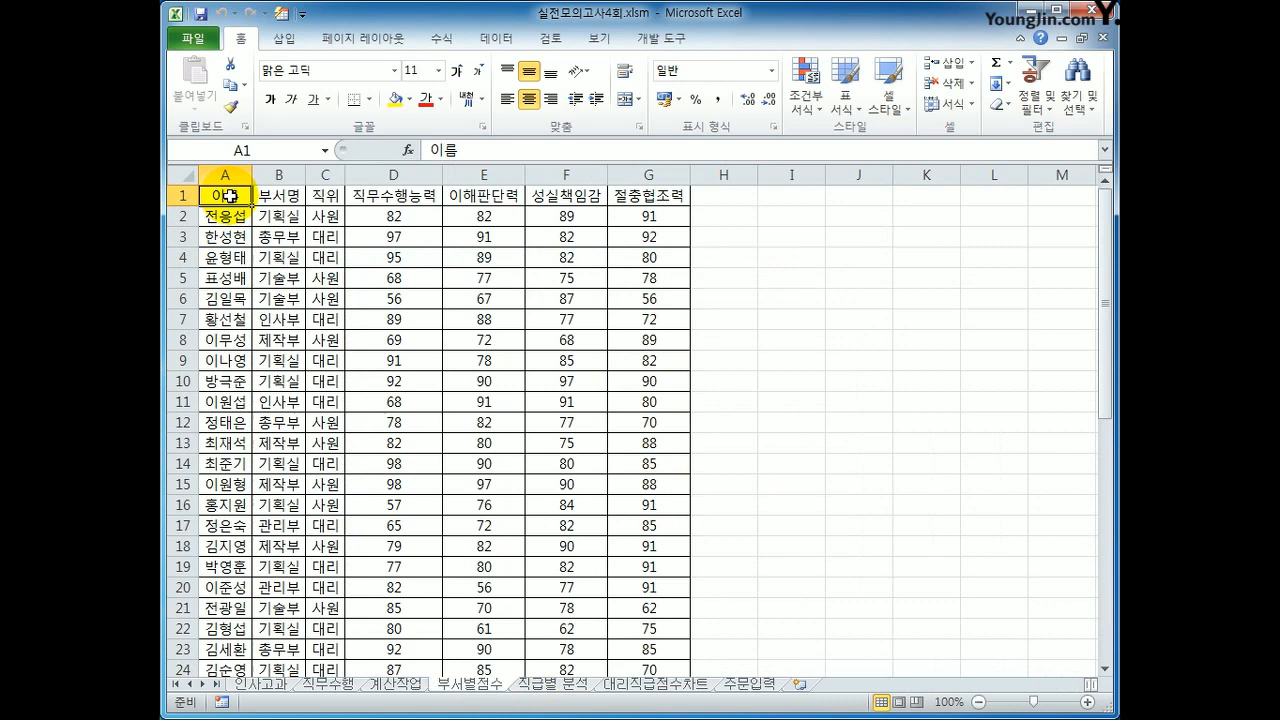 실전모의고사4회.xlsm - Microsoft Excel
YoungJin.com Y.
파일 홈 삽입 페이지 레이아웃 수식 데이터 검토 보기 개발 도구
붙여넣기 맑은 고딕 11 가 가 일반 조건부 서식 표 서식 셀 스타일 삽입 삭제 서식 정렬 및 필터 찾기 및 선택
가 가 가 가 내천 % ,
클립보드 글꼴 맞춤 표시 형식 스타일 셀 편집
A1 fx 이름
A B C D E F G H I J K L M
1 부서명 직위 직무수행능력 이해판단력 성실책임감 절충협조력
2 전응섭 기획실 사원 82 82 89 91
3 한성현 총무부 대리 97 91 82 92
4 윤형태 기획실 대리 95 89 82 80
5 표성배 기술부 사원 68 77 75 78
6 김일목 기술부 사원 56 67 87 56
7 황선철 인사부 대리 89 88 77 72
8 이무성 제작부 사원 69 72 68 89
9 이나영 기획실 대리 91 78 85 82
10 방극준 기획실 대리 92 90 97 90
11 이원섭 인사부 대리 68 91 91 80
12 정태은 총무부 사원 78 82 77 70
13 최재석 제작부 사원 82 80 75 88
14 최준기 기획실 대리 98 90 80 85
15 이원형 제작부 사원 98 97 90 88
16 홍지원 기획실 사원 57 76 84 91
17 정은숙 관리부 대리 65 72 82 85
18 김지영 제작부 사원 79 82 90 91
19 박영훈 기획실 대리 77 80 82 91
20 이준성 관리부 대리 82 56 77 91
21 전광일 기술부 사원 85 70 78 62
22 김형섭 기획실 대리 80 61 62 75
23 김세환 총무부 대리 92 90 78 85
24 김순영 기획실 대리 87 85 82 70
인사고과 직무수행 계산작업 부서별점수 직급별 분석 대리직급점수차트 주문입력
준비 100%